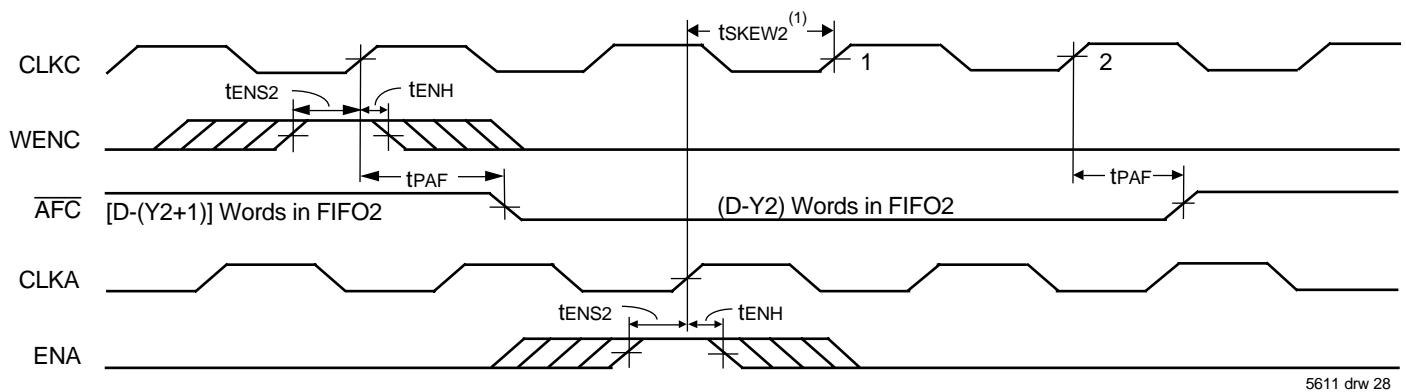 tSKEW2(1)
CLKC 1 2
tENS2 tENH
WENC
tPAF tPAF
AFC [D-(Y2+1)] Words in FIFO2 (D-Y2) Words in FIFO2
CLKA
tENS2 tENH
ENA
5611 drw 28